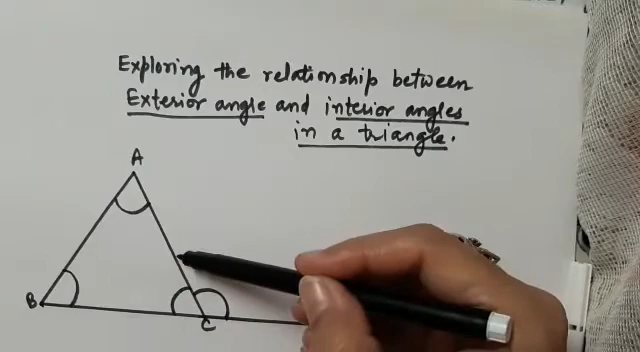 Exploring the relationship between
Exterior angle and interior angles
in a triangle.
A
B
C